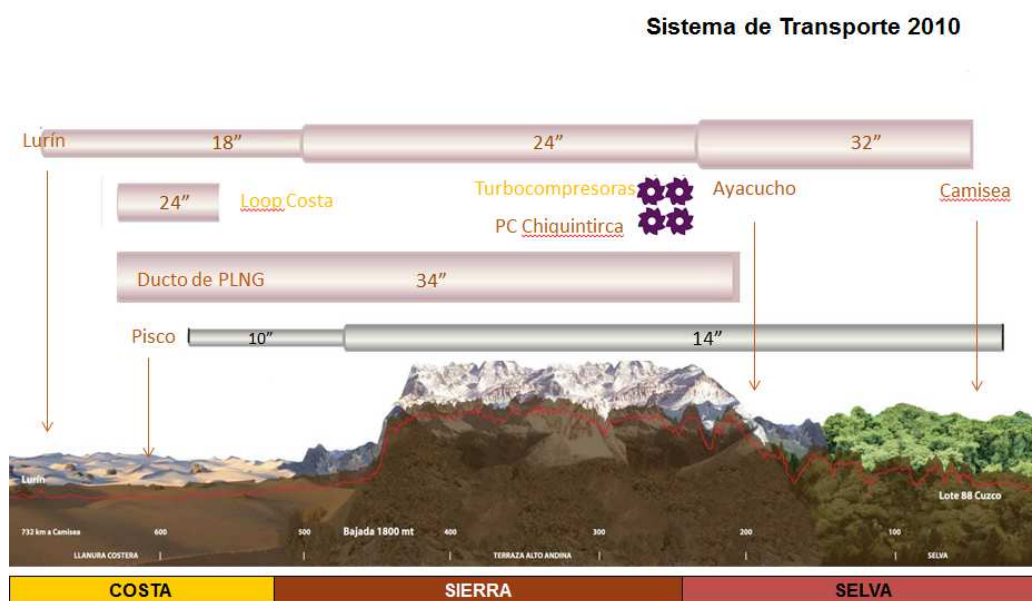 Sistema de Transporte 2010
Lurín
18”
24”
32”
24”
Loop Costa
Turbocompresoras
PC Chiquintirca
Ayacucho
Camisea
Ducto de PLNG
34”
Pisco
10”
14”
Lurín
Lote 88 Cuzco
732 km a Camisea
600
500
Bajada 1800 mt
400
300
200
100
LLANURA COSTERA
TERRAZA ALTO ANDINA
SELVA
COSTA
SIERRA
SELVA